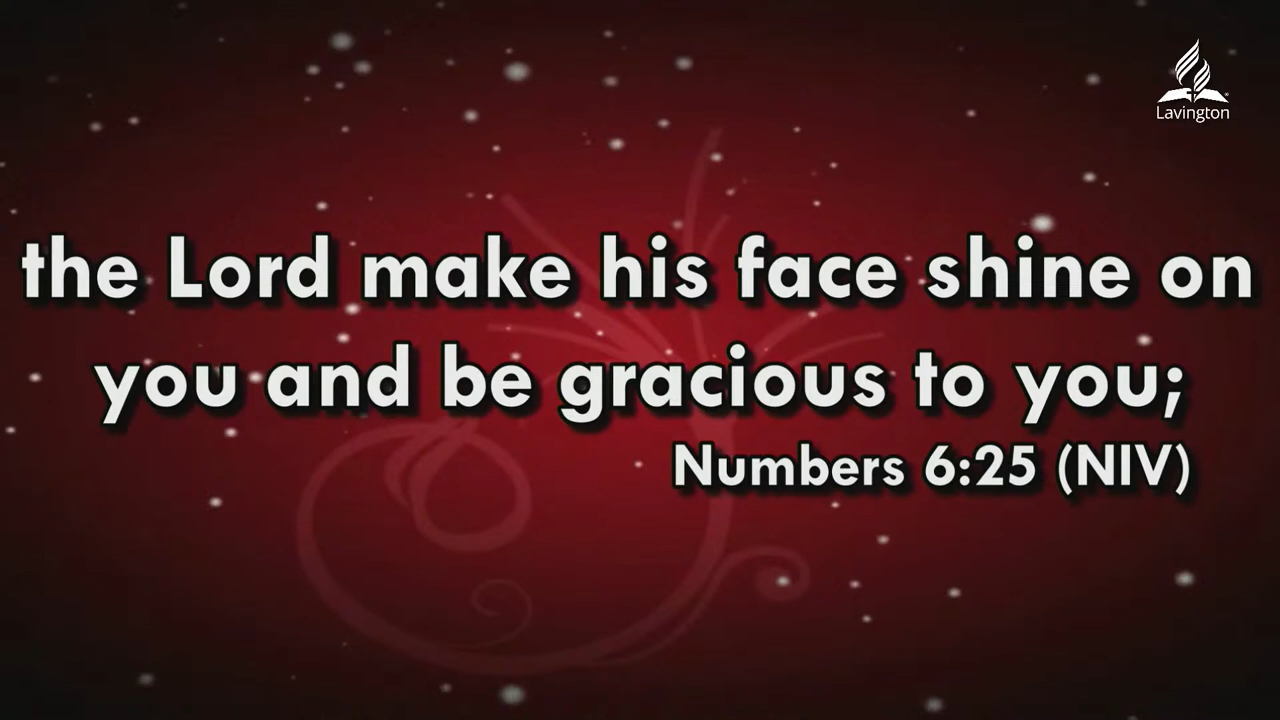 Lavington
the Lord make his face shine on
you and be gracious to you;
Numbers 6:25 (NIV)